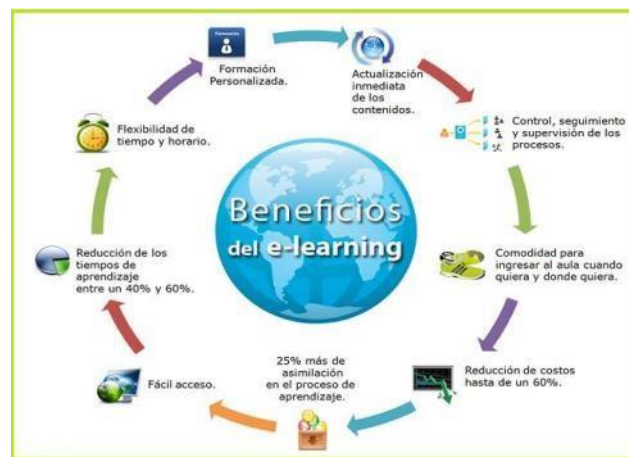 Formación
Personalizada.
Actualización
inmediata
de los
contenidos.
Control, seguimiento
y supervisión de los
procesos.
Comodidad para
ingresar al aula cuando
quiera y donde quiera.
Reducción de costos
hasta de un 60%.
25% más de
asimilación
en el proceso de
aprendizaje.
Fácil acceso.
Reducción de los
tiempos de
aprendizaje
entre un 40% y 60%.
Flexibilidad de
tiempo y horario.
Beneficios
del e-learning